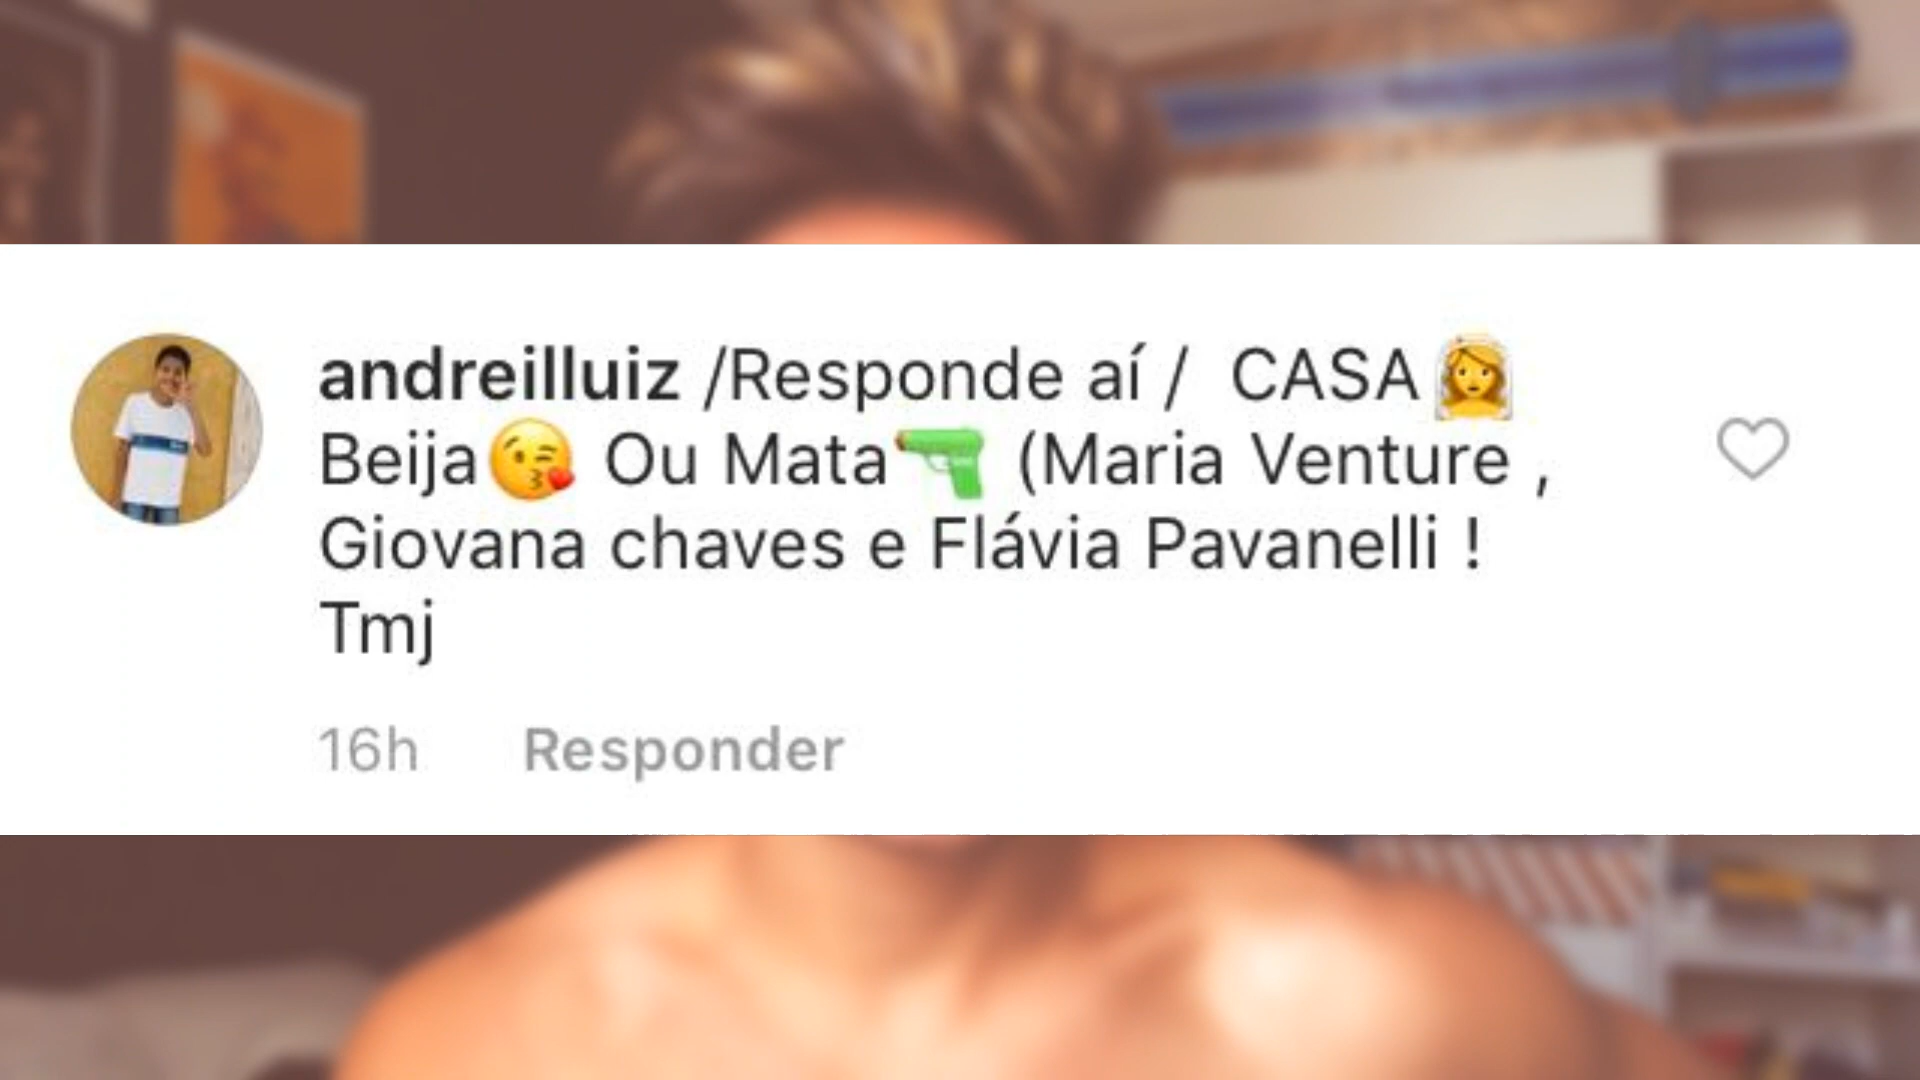 andreilluiz /Responde aí /  CASA👰
Beija😘 Ou Mata🔫 (Maria Venture ,
Giovana chaves e Flávia Pavanelli !
Tmj
16h Responder